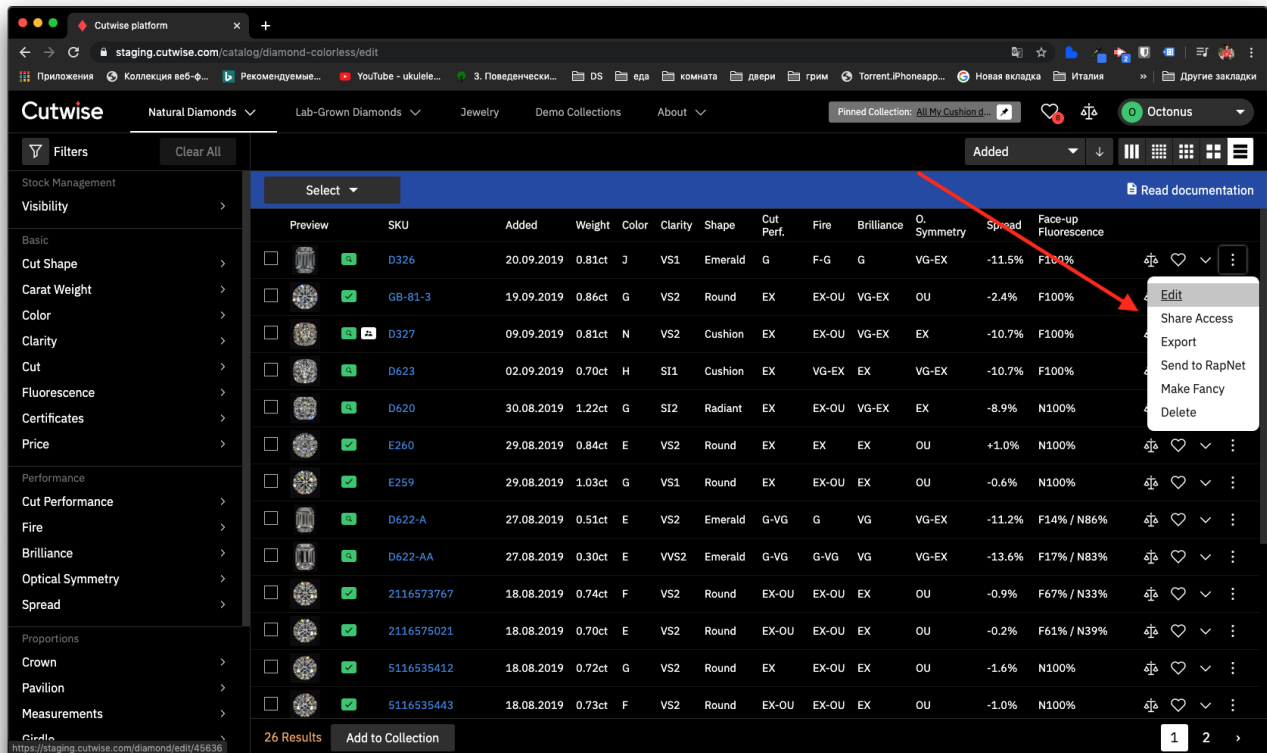 Cutwise platform
staging.cutwise.com/catalog/diamond-colorless/edit
Приложения Коллекция веб-ф... Рекомендуемые... YouTube - ukulele... 3. Поведенчески... DS еда комната двери грим Torrent.iPhoneapp... Новая вкладка Италия » Другие закладки
Cutwise Natural Diamonds Lab-Grown Diamonds Jewelry Demo Collections About Pinned Collection: All My Cushion d... 8 O Octonus
Filters Clear All Added
Stock Management
Visibility
Basic
Cut Shape
Carat Weight
Color
Clarity
Cut
Fluorescence
Certificates
Price
Performance
Cut Performance
Fire
Brilliance
Optical Symmetry
Spread
Proportions
Crown
Pavilion
Measurements
Girdle
https://staging.cutwise.com/diamond/edit/45636
Select Read documentation
Preview SKU Added Weight Color Clarity Shape Cut Perf. Fire Brilliance O. Symmetry Spread Face-up Fluorescence
D326 20.09.2019 0.81ct J VS1 Emerald G F-G G VG-EX -11.5% F100%
GB-81-3 19.09.2019 0.86ct G VS2 Round EX EX-OU VG-EX OU -2.4% F100%
D327 09.09.2019 0.81ct N VS2 Cushion EX EX-OU VG-EX EX -10.7% F100%
D623 02.09.2019 0.70ct H SI1 Cushion EX VG-EX EX VG-EX -10.7% F100%
D620 30.08.2019 1.22ct G SI2 Radiant EX EX-OU VG-EX EX -8.9% N100%
E260 29.08.2019 0.84ct E VS2 Round EX EX EX OU +1.0% N100%
E259 29.08.2019 1.03ct G VS1 Round EX EX-OU EX OU -0.6% N100%
D622-A 27.08.2019 0.51ct E VS2 Emerald G-VG G VG VG-EX -11.2% F14% / N86%
D622-AA 27.08.2019 0.30ct E VVS2 Emerald G-VG G-VG VG VG-EX -13.6% F17% / N83%
2116573767 18.08.2019 0.74ct F VS2 Round EX-OU EX-OU EX OU -0.9% F67% / N33%
2116575021 18.08.2019 0.70ct E VS2 Round EX-OU EX-OU EX OU -0.2% F61% / N39%
5116535412 18.08.2019 0.72ct G VS2 Round EX EX-OU EX OU -1.6% N100%
5116535443 18.08.2019 0.73ct F VS2 Round EX-OU EX-OU EX OU -1.0% N100%
Edit
Share Access
Export
Send to RapNet
Make Fancy
Delete
26 Results Add to Collection 1 2 ›